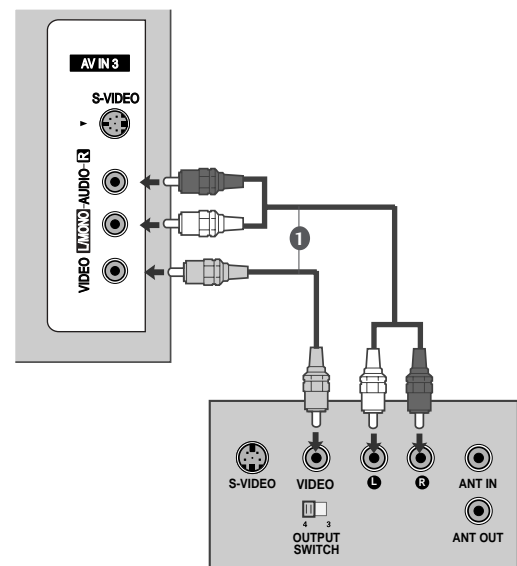 AV IN 3
S-VIDEO
VIDEO L/MONO-AUDIO-R
1
S-VIDEO
VIDEO
L
R
ANT IN
4 3
OUTPUT
SWITCH
ANT OUT